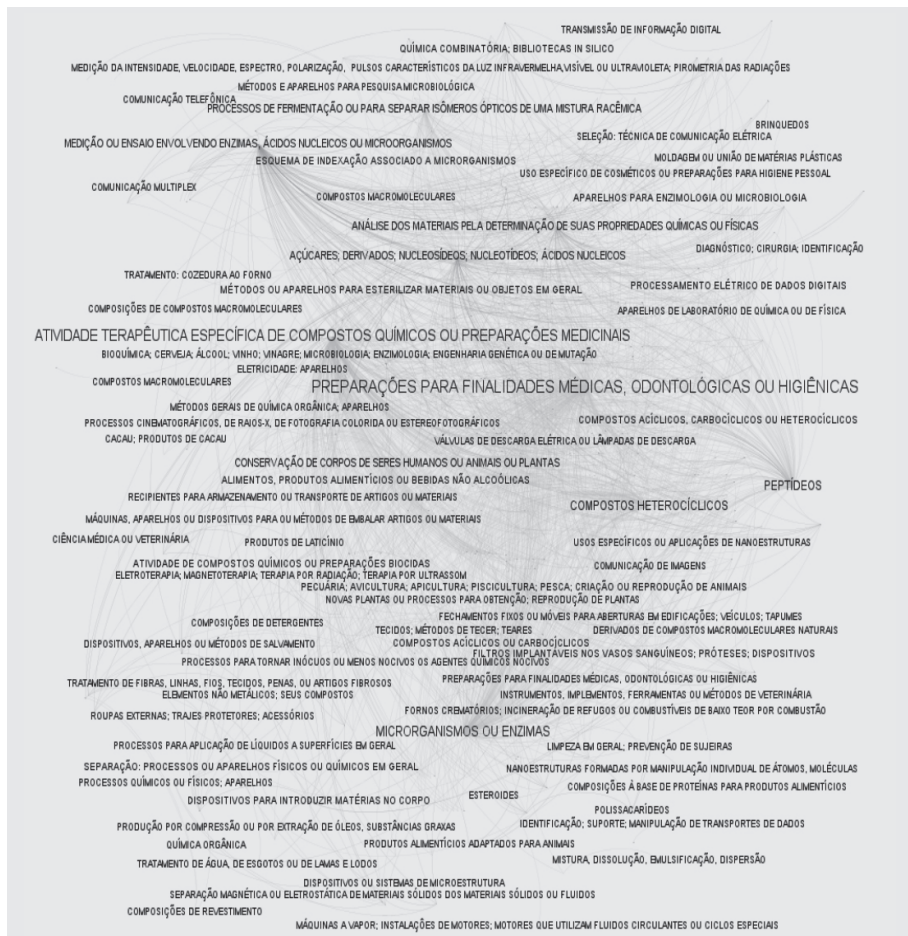 TRANSMISSÃO DE INFORMAÇÃO DIGITAL
QUÍMICA COMBINATÓRIA; BIBLIOTECAS IN SILICO
MEDIÇÃO DA INTENSIDADE, VELOCIDADE, ESPECTRO, POLARIZAÇÃO, PULSOS CARACTERÍSTICOS DA LUZ INFRAVERMELHA,VISÍVEL OU ULTRAVIOLETA; PIROMETRIA DAS RADIAÇÕES
MÉTODOS E APARELHOS PARA PESQUISA MICROBIOLÓGICA
COMUNICAÇÃO TELEFÔNICA
PROCESSOS DE FERMENTAÇÃO OU PARA SEPARAR ISÔMEROS ÓPTICOS DE UMA MISTURA RACÊMICA
BRINQUEDOS
SELEÇÃO: TÉCNICA DE COMUNICAÇÃO ELÉTRICA
MEDIÇÃO OU ENSAIO ENVOLVENDO ENZIMAS, ÁCIDOS NUCLEICOS OU MICROORGANISMOS
MOLDAGEM OU UNIÃO DE MATÉRIAS PLÁSTICAS
ESQUEMA DE INDEXAÇÃO ASSOCIADO A MICRORGANISMOS
USO ESPECÍFICO DE COSMÉTICOS OU PREPARAÇÕES PARA HIGIENE PESSOAL
COMUNICAÇÃO MULTIPLEX
COMPOSTOS MACROMOLECULARES
APARELHOS PARA ENZIMOLOGIA OU MICROBIOLOGIA
ANÁLISE DOS MATERIAIS PELA DETERMINAÇÃO DE SUAS PROPRIEDADES QUÍMICAS OU FÍSICAS
DIAGNÓSTICO; CIRURGIA; IDENTIFICAÇÃO
AÇÚCARES; DERIVADOS; NUCLEOSÍDEOS; NUCLEOTÍDEOS; ÁCIDOS NUCLEICOS
TRATAMENTO: COZEDURA AO FORNO
MÉTODOS OU APARELHOS PARA ESTERILIZAR MATERIAIS OU OBJETOS EM GERAL
PROCESSAMENTO ELÉTRICO DE DADOS DIGITAIS
COMPOSIÇÕES DE COMPOSTOS MACROMOLECULARES
APARELHOS DE LABORATÓRIO DE QUÍMICA OU DE FÍSICA
ATIVIDADE TERAPÊUTICA ESPECÍFICA DE COMPOSTOS QUÍMICOS OU PREPARAÇÕES MEDICINAIS
BIOQUÍMICA; CERVEJA; ÁLCOOL; VINHO; VINAGRE; MICROBIOLOGIA; ENZIMOLOGIA; ENGENHARIA GENÉTICA OU DE MUTAÇÃO
ELETRICIDADE: APARELHOS
COMPOSTOS MACROMOLECULARES
PREPARAÇÕES PARA FINALIDADES MÉDICAS, ODONTOLÓGICAS OU HIGIÊNICAS
MÉTODOS GERAIS DE QUÍMICA ORGÂNICA; APARELHOS
PROCESSOS CINEMATOGRÁFICOS, DE RAIOS-X, DE FOTOGRAFIA COLORIDA OU ESTEREOFOTOGRÁFICOS
COMPOSTOS ACÍCLICOS, CARBOCÍCLICOS OU HETEROCÍCLICOS
CACAU; PRODUTOS DE CACAU
VÁLVULAS DE DESCARGA ELÉTRICA OU LÂMPADAS DE DESCARGA
CONSERVAÇÃO DE CORPOS DE SERES HUMANOS OU ANIMAIS OU PLANTAS
ALIMENTOS, PRODUTOS ALIMENTÍCIOS OU BEBIDAS NÃO ALCOÓLICAS
PEPTÍDEOS
RECIPIENTES PARA ARMAZENAMENTO OU TRANSPORTE DE ARTIGOS OU MATERIAIS
COMPOSTOS HETEROCÍCLICOS
MÁQUINAS, APARELHOS OU DISPOSITIVOS PARA OU MÉTODOS DE EMBALAR ARTIGOS OU MATERIAIS
CIÊNCIA MÉDICA OU VETERINÁRIA
PRODUTOS DE LATICÍNIO
USOS ESPECÍFICOS OU APLICAÇÕES DE NANOESTRUTURAS
ATIVIDADE DE COMPOSTOS QUÍMICOS OU PREPARAÇÕES BIOCIDAS
COMUNICAÇÃO DE IMAGENS
ELETROTERAPIA; MAGNETOTERAPIA; TERAPIA POR RADIAÇÃO; TERAPIA POR ULTRASSOM
PECUÁRIA; AVICULTURA; APICULTURA; PISCICULTURA; PESCA; CRIAÇÃO OU REPRODUÇÃO DE ANIMAIS
NOVAS PLANTAS OU PROCESSOS PARA OBTENÇÃO; REPRODUÇÃO DE PLANTAS
FECHAMENTOS FIXOS OU MÓVEIS PARA ABERTURAS EM EDIFICAÇÕES; VEÍCULOS; TAPUMES
COMPOSIÇÕES DE DETERGENTES
TECIDOS; MÉTODOS DE TECER; TEARES
DERIVADOS DE COMPOSTOS MACROMOLECULARES NATURAIS
DISPOSITIVOS, APARELHOS OU MÉTODOS DE SALVAMENTO
COMPOSTOS ACÍCLICOS OU CARBOCÍCLICOS
FILTROS IMPLANTÁVEIS NOS VASOS SANGUÍNEOS; PRÓTESES; DISPOSITIVOS
PROCESSOS PARA TORNAR INÓCUOS OU MENOS NOCIVOS OS AGENTES QUÍMICOS NOCIVOS
TRATAMENTO DE FIBRAS, LINHAS, FIOS, TECIDOS, PENAS, OU ARTIGOS FIBROSOS
PREPARAÇÕES PARA FINALIDADES MÉDICAS, ODONTOLÓGICAS OU HIGIÊNICAS
ELEMENTOS NÃO METÁLICOS; SEUS COMPOSTOS
INSTRUMENTOS, IMPLEMENTOS, FERRAMENTAS OU MÉTODOS DE VETERINÁRIA
ROUPAS EXTERNAS; TRAJES PROTETORES; ACESSÓRIOS
FORNOS CREMATÓRIOS; INCINERAÇÃO DE REFUGOS OU COMBUSTÍVEIS DE BAIXO TEOR POR COMBUSTÃO
MICRORGANISMOS OU ENZIMAS
PROCESSOS PARA APLICAÇÃO DE LÍQUIDOS A SUPERFÍCIES EM GERAL
LIMPEZA EM GERAL; PREVENÇÃO DE SUJEIRAS
SEPARAÇÃO: PROCESSOS OU APARELHOS FÍSICOS OU QUÍMICOS EM GERAL
NANOESTRUTURAS FORMADAS POR MANIPULAÇÃO INDIVIDUAL DE ÁTOMOS, MOLÉCULAS
PROCESSOS QUÍMICOS OU FÍSICOS; APARELHOS
COMPOSIÇÕES À BASE DE PROTEÍNAS PARA PRODUTOS ALIMENTÍCIOS
ESTEROIDES
DISPOSITIVOS PARA INTRODUZIR MATÉRIAS NO CORPO
POLISSACARÍDEOS
PRODUÇÃO POR COMPRESSÃO OU POR EXTRAÇÃO DE ÓLEOS, SUBSTÂNCIAS GRAXAS
IDENTIFICAÇÃO; SUPORTE; MANIPULAÇÃO DE TRANSPORTES DE DADOS
QUÍMICA ORGÂNICA
PRODUTOS ALIMENTÍCIOS ADAPTADOS PARA ANIMAIS
TRATAMENTO DE ÁGUA, DE ESGOTOS OU DE LAMAS E LODOS
MISTURA, DISSOLUÇÃO, EMULSIFICAÇÃO, DISPERSÃO
DISPOSITIVOS OU SISTEMAS DE MICROESTRUTURA
SEPARAÇÃO MAGNÉTICA OU ELETROSTÁTICA DE MATERIAIS SÓLIDOS DOS MATERIAIS SÓLIDOS OU FLUIDOS
COMPOSIÇÕES DE REVESTIMENTO
MÁQUINAS A VAPOR; INSTALAÇÕES DE MOTORES; MOTORES QUE UTILIZAM FLUIDOS CIRCULANTES OU CICLOS ESPECIAIS